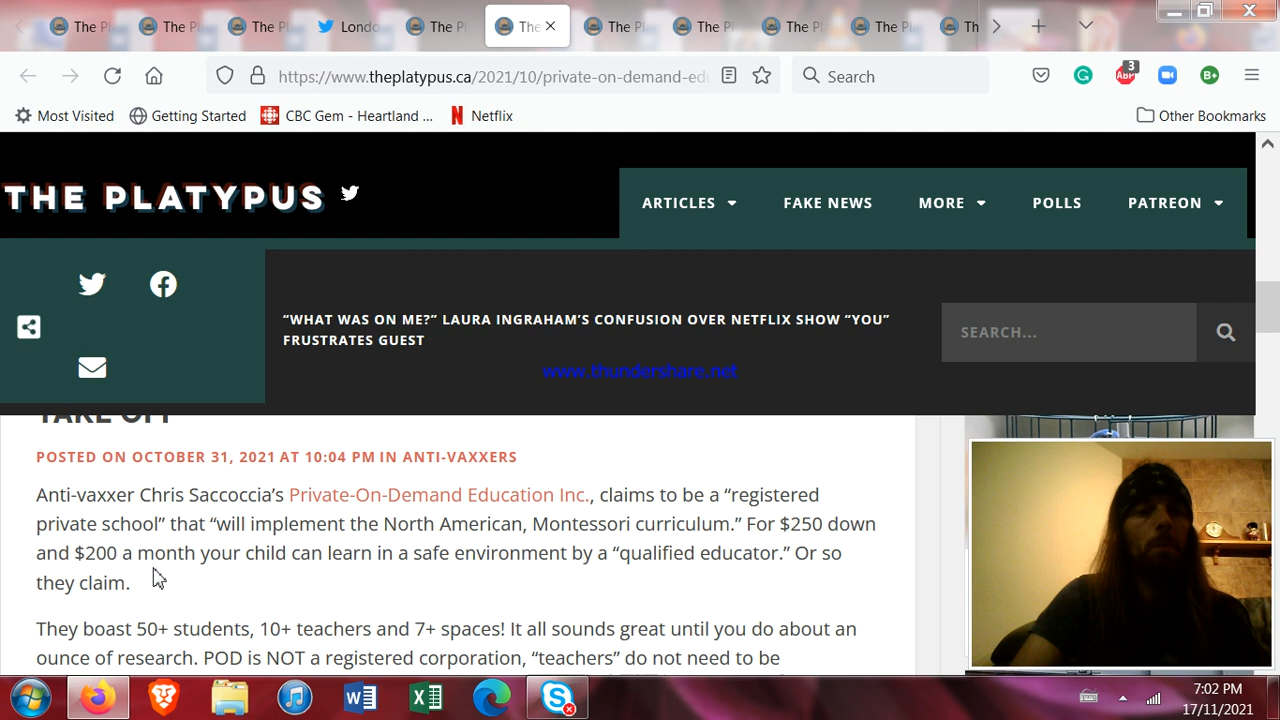 The Pl
The Pl
The Pl
Londo
The Pl
The
The Pl
The Pl
The Pl
The Pl
Th
https://www.theplatypus.ca/2021/10/private-on-demand-edu
Search
3
ABP
B+
Most Visited
Getting Started
CBC Gem - Heartland ...
Netflix
Other Bookmarks
THE PLATYPUS
ARTICLES
FAKE NEWS
MORE
POLLS
PATREON
“WHAT WAS ON ME?” LAURA INGRAHAM’S CONFUSION OVER NETFLIX SHOW “YOU”
FRUSTRATES GUEST
SEARCH...
www.thundershare.net
TAKE OFF
POSTED ON OCTOBER 31, 2021 AT 10:04 PM IN ANTI-VAXXERS
Anti-vaxxer Chris Saccoccia’s Private-On-Demand Education Inc., claims to be a “registered
private school” that “will implement the North American, Montessori curriculum.” For $250 down
and $200 a month your child can learn in a safe environment by a “qualified educator.” Or so
they claim.
They boast 50+ students, 10+ teachers and 7+ spaces! It all sounds great until you do about an
ounce of research. POD is NOT a registered corporation, “teachers” do not need to be
7:02 PM
17/11/2021